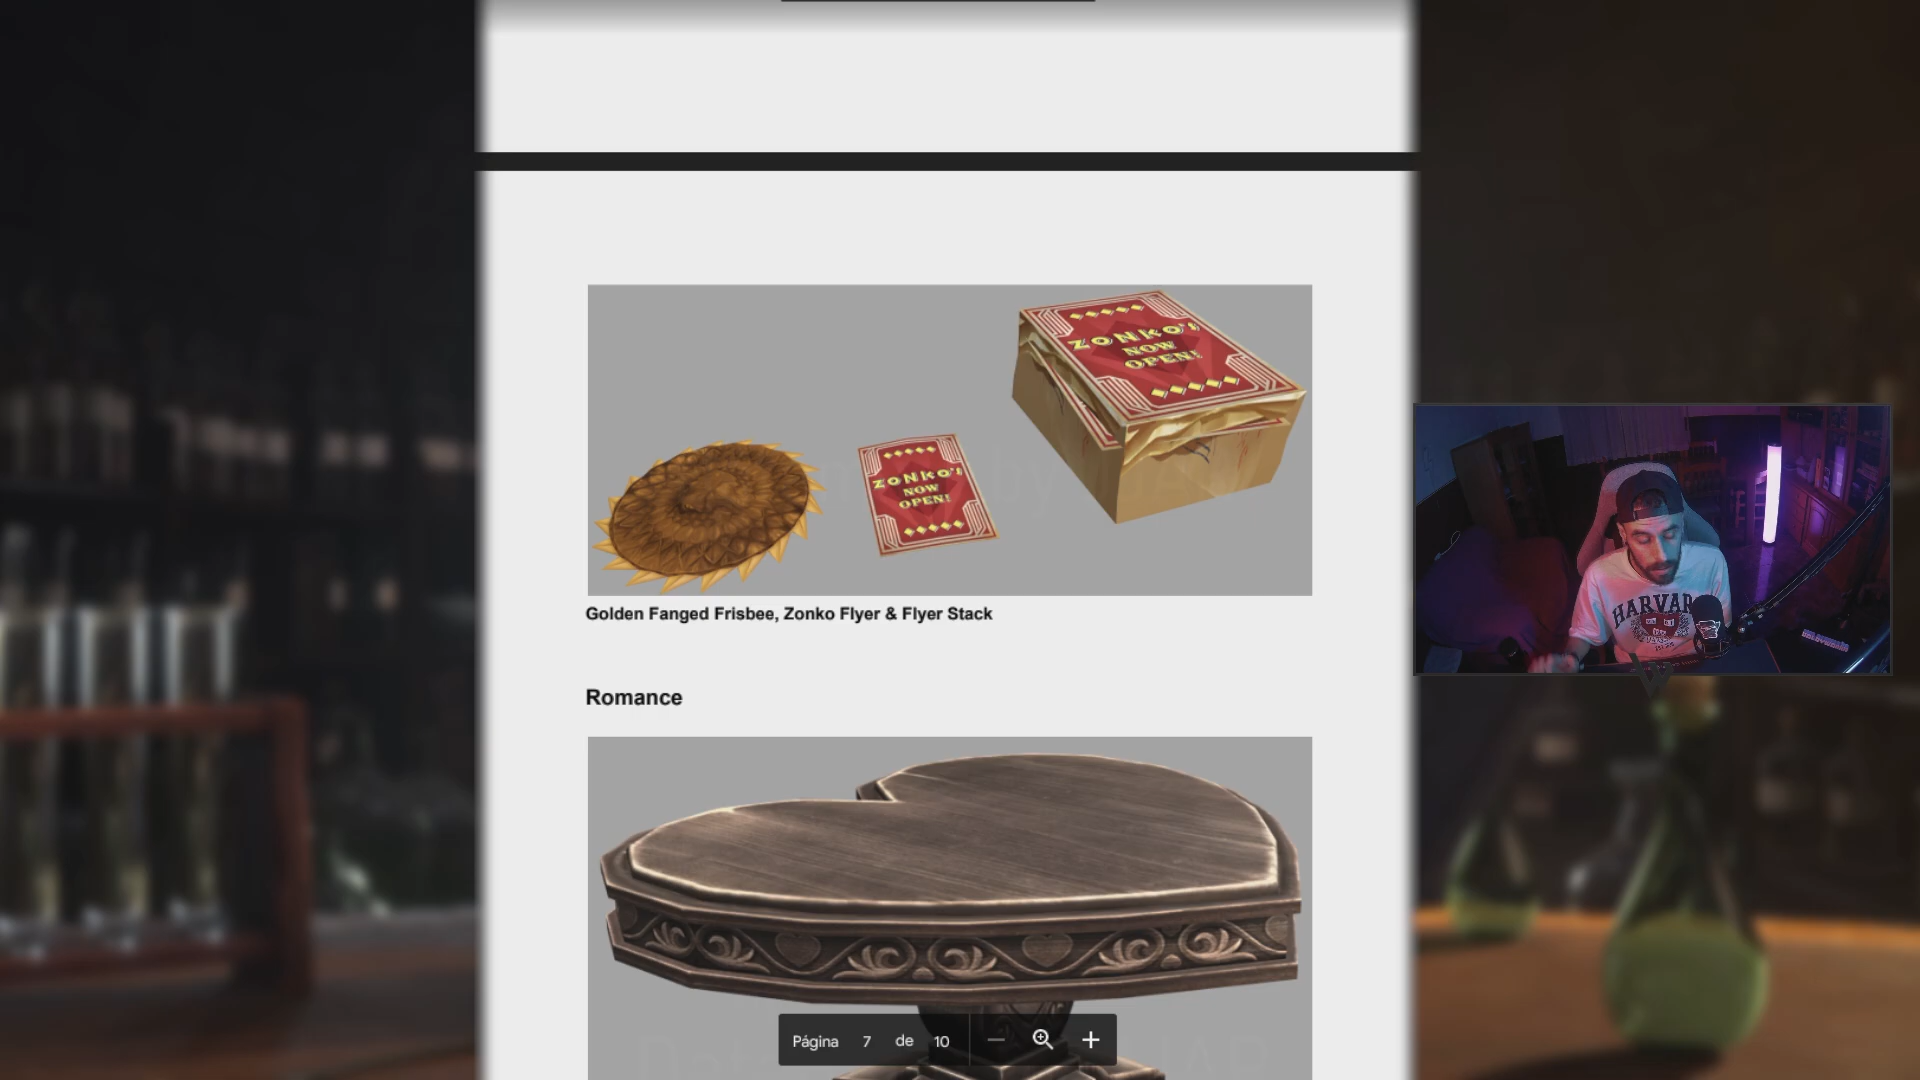 ZONKO'S
NOW
OPEN!
ZONKO'S
NOW
OPEN!
Golden Fanged Frisbee, Zonko Flyer & Flyer Stack
Romance
HARVAR
Página 7 de 10